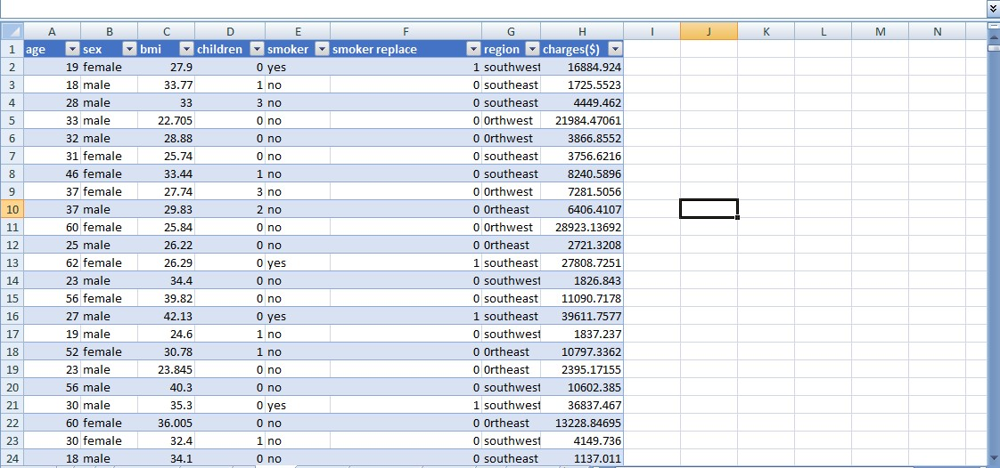 A B C D E F G H I J K L M N
1 age sex bmi children smoker smoker replace region charges($)
2 19 female 27.9 0 yes 1 southwest 16884.924
3 18 male 33.77 1 no 0 southeast 1725.5523
4 28 male 33 3 no 0 southeast 4449.462
5 33 male 22.705 0 no 0 0rthwest 21984.47061
6 32 male 28.88 0 no 0 0rthwest 3866.8552
7 31 female 25.74 0 no 0 southeast 3756.6216
8 46 female 33.44 1 no 0 southeast 8240.5896
9 37 female 27.74 3 no 0 0rthwest 7281.5056
10 37 male 29.83 2 no 0 0rtheast 6406.4107
11 60 female 25.84 0 no 0 0rthwest 28923.13692
12 25 male 26.22 0 no 0 0rtheast 2721.3208
13 62 female 26.29 0 yes 1 southeast 27808.7251
14 23 male 34.4 0 no 0 southwest 1826.843
15 56 female 39.82 0 no 0 southeast 11090.7178
16 27 male 42.13 0 yes 1 southeast 39611.7577
17 19 male 24.6 1 no 0 southwest 1837.237
18 52 female 30.78 1 no 0 0rtheast 10797.3362
19 23 male 23.845 0 no 0 0rtheast 2395.17155
20 56 male 40.3 0 no 0 southwest 10602.385
21 30 male 35.3 0 yes 1 southwest 36837.467
22 60 female 36.005 0 no 0 0rtheast 13228.84695
23 30 female 32.4 1 no 0 southwest 4149.736
24 18 male 34.1 0 no 0 southeast 1137.011